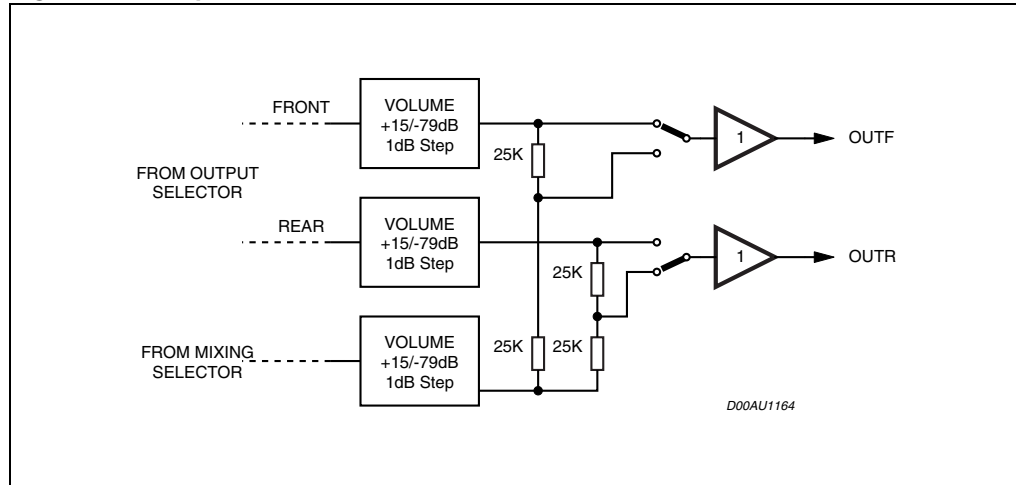 FRONT
VOLUME
+15/-79dB
1dB Step
25K
1
OUTF
FROM OUTPUT
SELECTOR
REAR
VOLUME
+15/-79dB
1dB Step
25K
1
OUTR
FROM MIXING
SELECTOR
VOLUME
+15/-79dB
1dB Step
25K
25K
D00AU1164